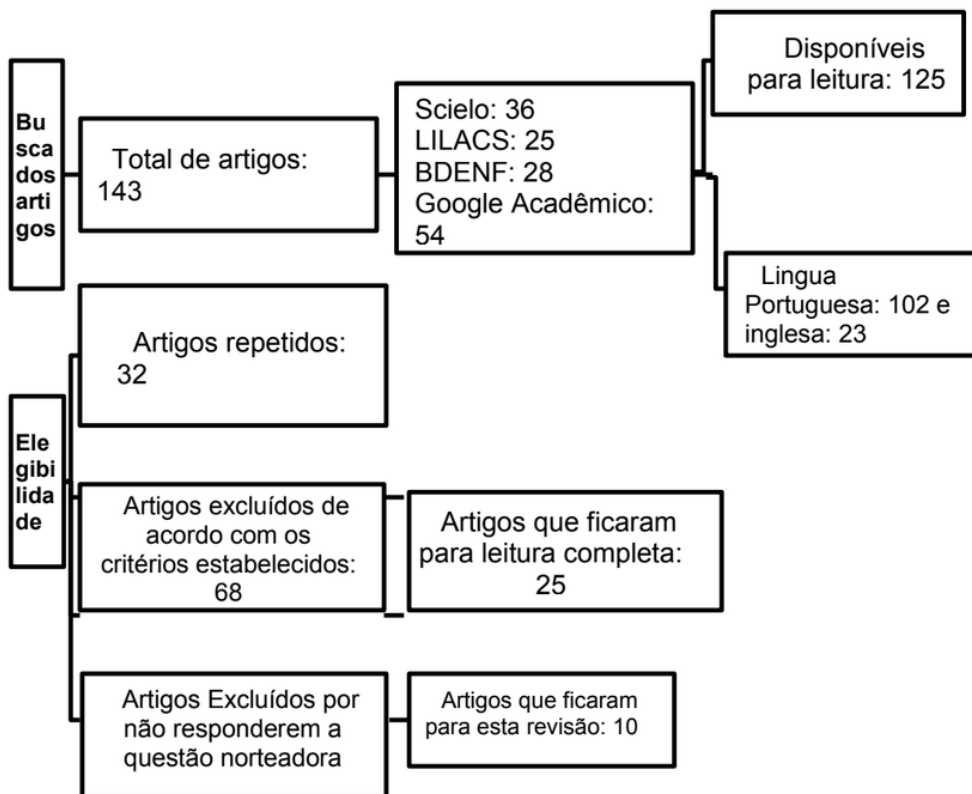 Bu
sca
dos
arti
gos
Total de artigos:
143
Scielo: 36
LILACS: 25
BDENF: 28
Google Acadêmico:
54
Disponíveis
para leitura: 125
Lingua
Portuguesa: 102 e
inglesa: 23
Ele
gibi
lida
de
Artigos repetidos:
32
Artigos excluídos de
acordo com os
critérios estabelecidos:
68
Artigos que ficaram
para leitura completa:
25
Artigos Excluídos por
não responderem a
questão norteadora
Artigos que ficaram
para esta revisão: 10